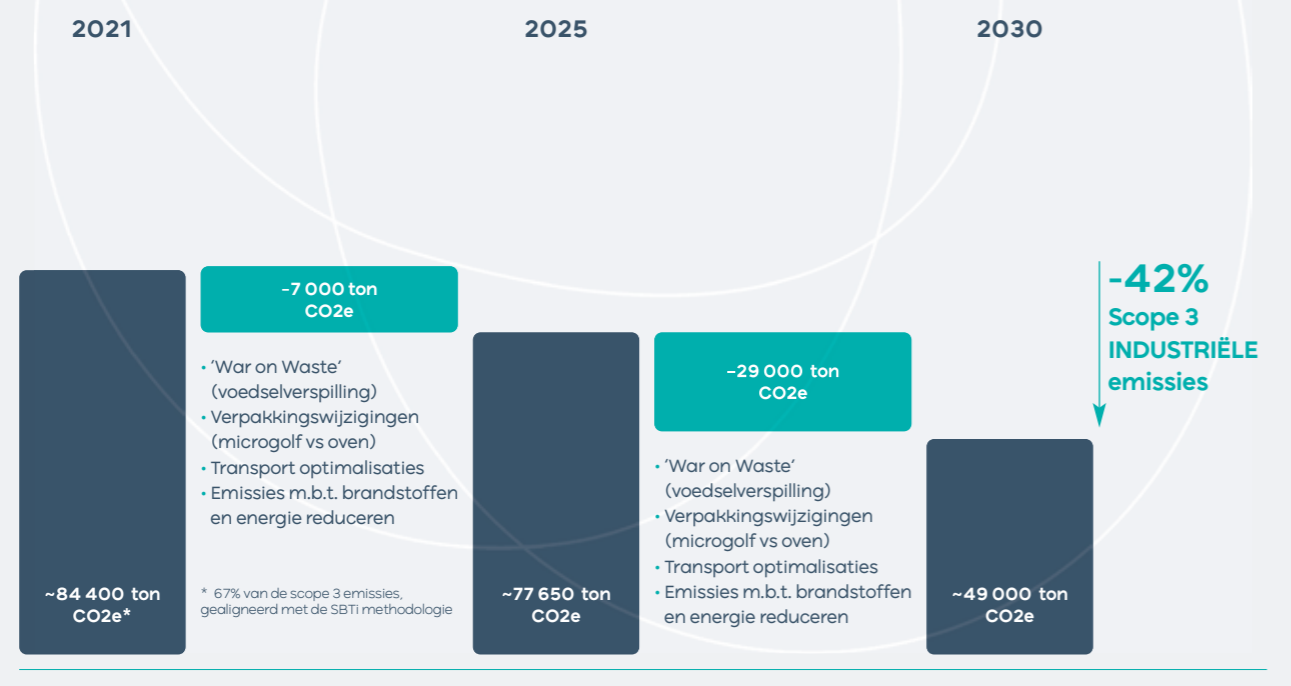 2021
2025
2030
~84 400 ton
CO2e*
-7 000 ton
CO2e
• ‘War on Waste’
(voedselverspilling)
• Verpakkingswijzigingen
(microgolf vs oven)
• Transport optimalisaties
• Emissies m.b.t. brandstoffen
en energie reduceren
* 67% van de scope 3 emissies,
gealigneerd met de SBTi methodologie
~77 650 ton
CO2e
-29 000 ton
CO2e
• ‘War on Waste’
(voedselverspilling)
• Verpakkingswijzigingen
(microgolf vs oven)
• Transport optimalisaties
• Emissies m.b.t. brandstoffen
en energie reduceren
~49 000 ton
CO2e
-42%
Scope 3
INDUSTRIËLE
emissies